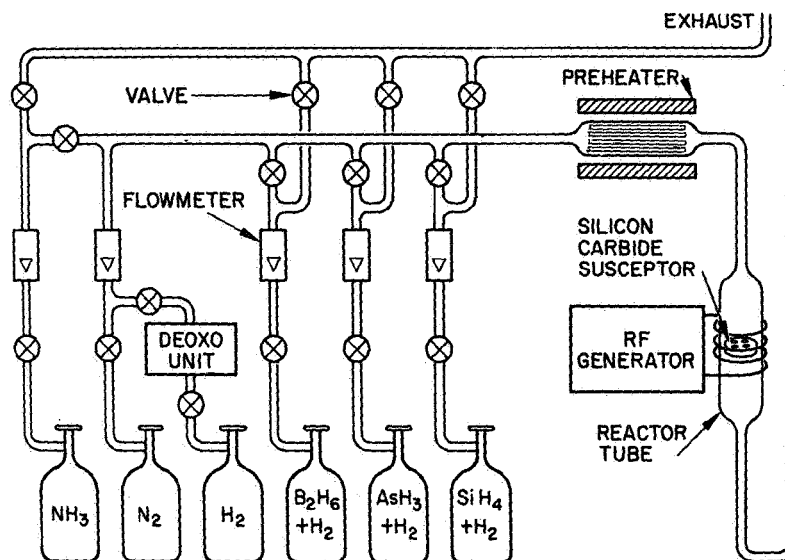 EXHAUST
PREHEATER
VALVE
FLOWMETER
SILICON
CARBIDE
SUSCEPTOR
DEOXO
UNIT
RF
GENERATOR
REACTOR
TUBE
NH₃
N₂
H₂
B₂H₆
+H₂
AsH₃
+H₂
SiH₄
+H₂